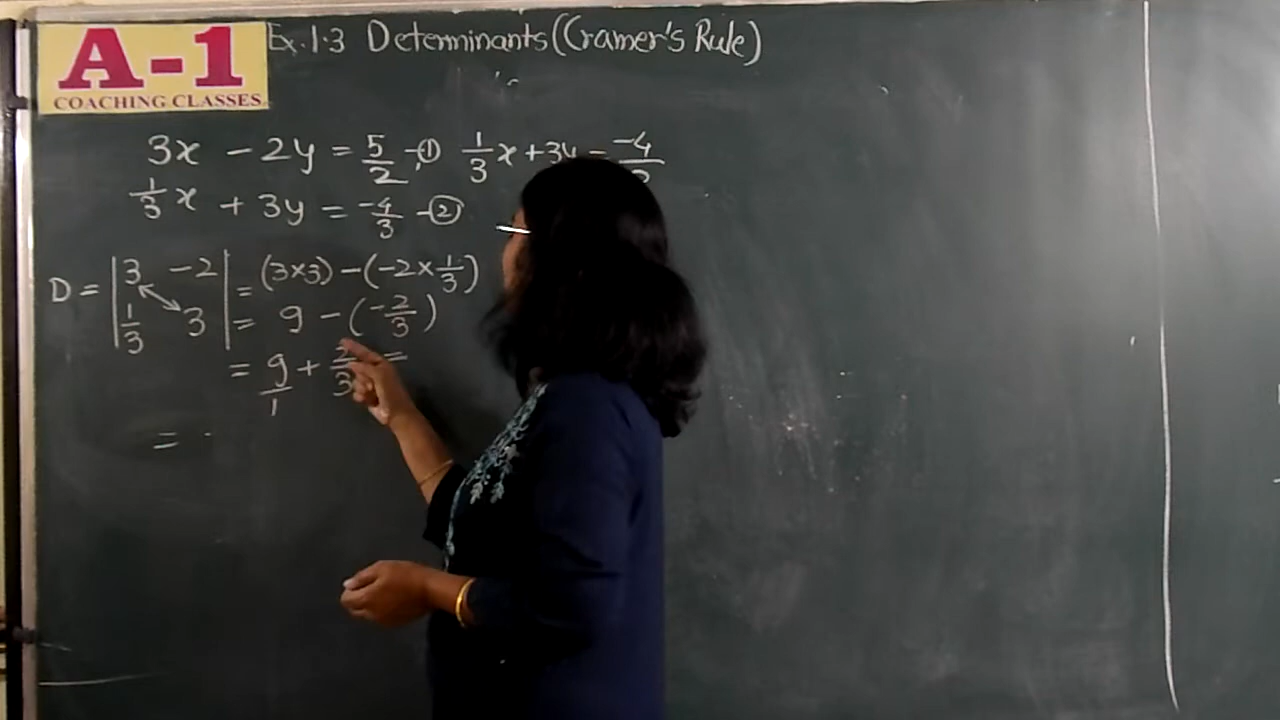 A-1
COACHING CLASSES
Ex. 1.3 Determinants (Cramer's Rule)
3x - 2y = 5/2 -① 1/3 x + 3y = -4
1/3 x + 3y = -4/3 -②
D = |3 -2| = (3×3) - (-2×1/3)
|1/3 3| = 9 - (-2/3)
= 9/1 + 2/3 =
=